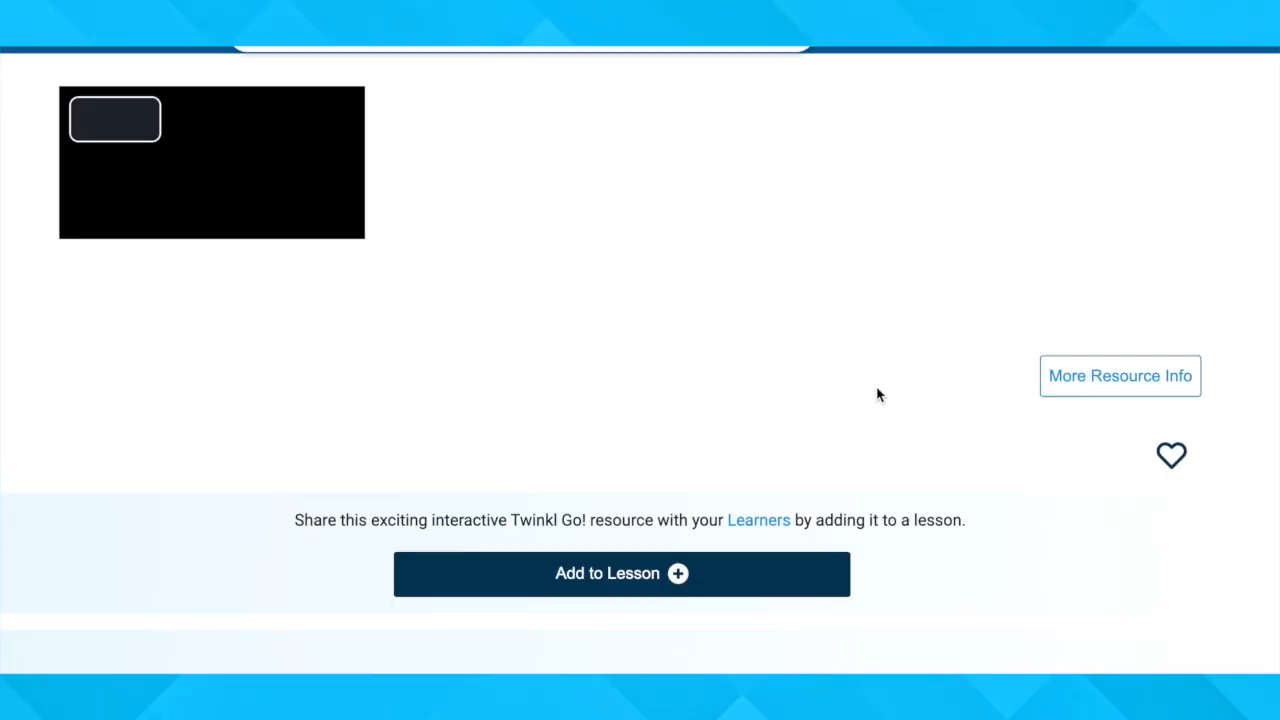 More Resource Info
Share this exciting interactive Twinkl Go! resource with your Learners by adding it to a lesson.
Add to Lesson